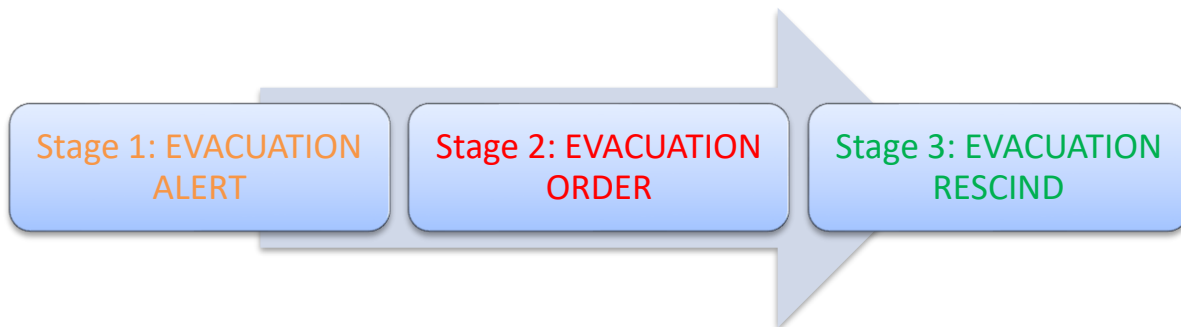 Stage 1: EVACUATION
ALERT
Stage 2: EVACUATION
ORDER
Stage 3: EVACUATION
RESCIND